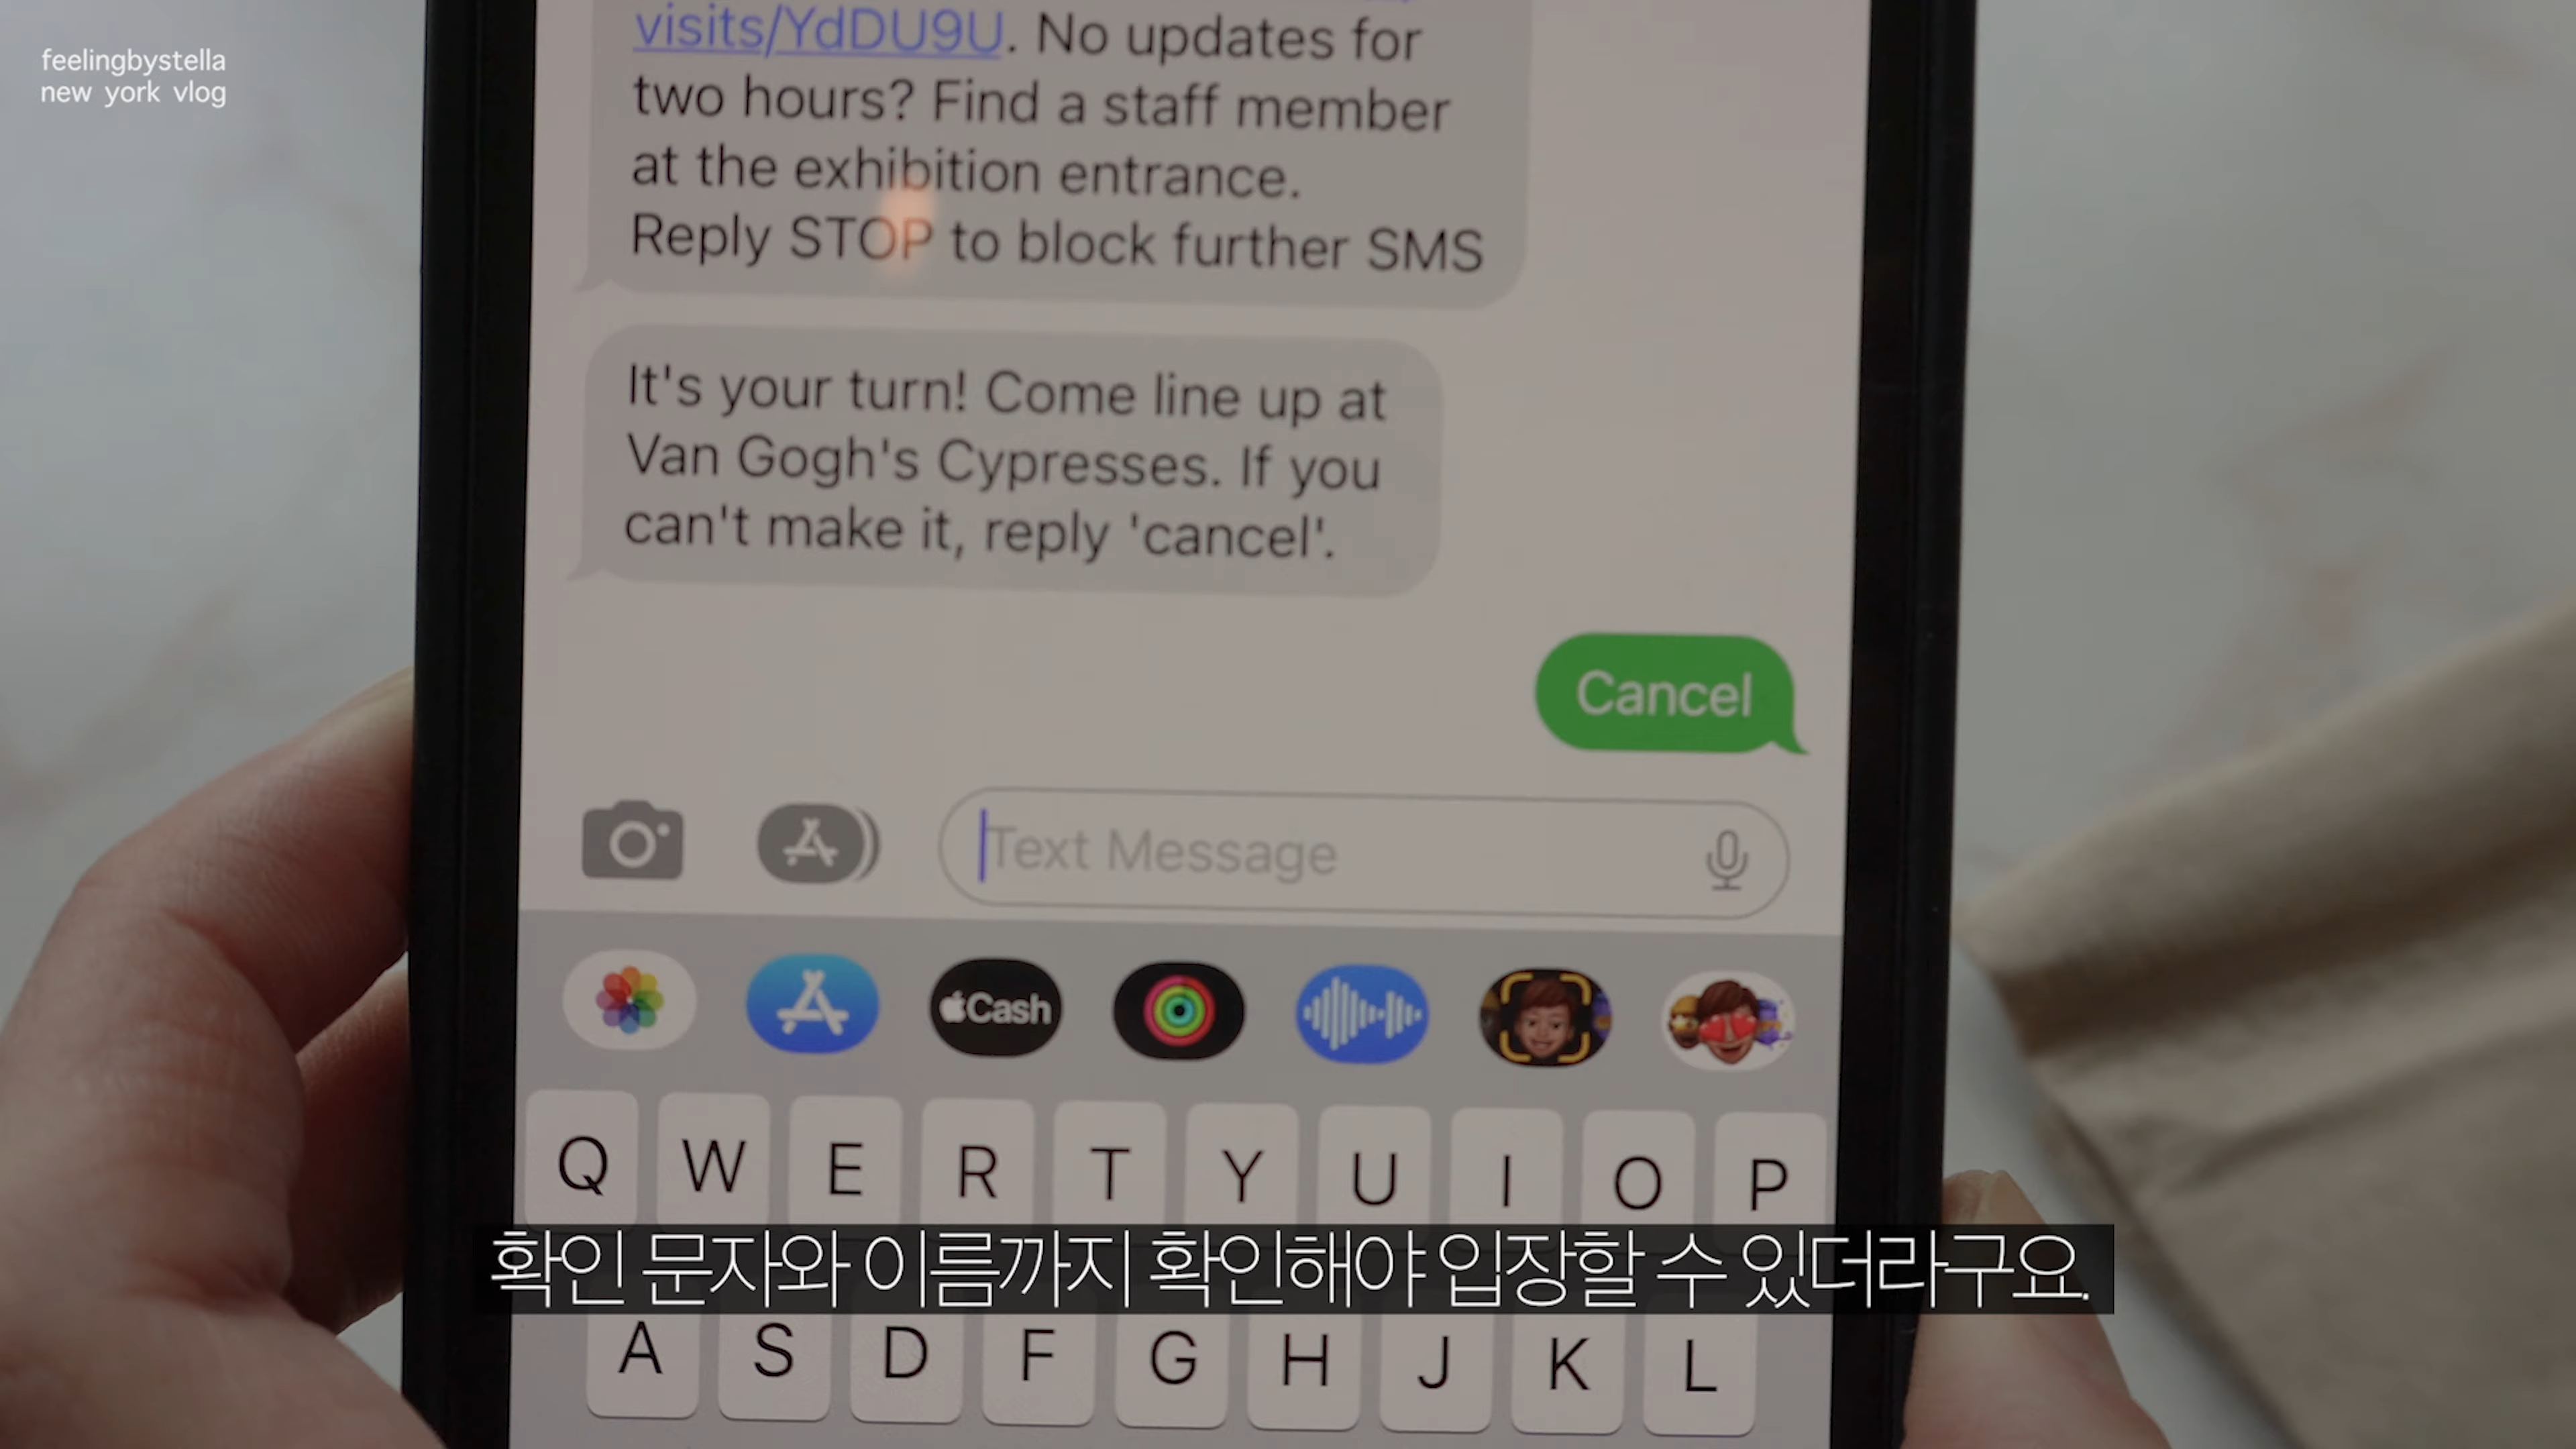 feelingbystella
new york vlog
visits/YdDU9U. No updates for
two hours? Find a staff member
at the exhibition entrance.
Reply STOP to block further SMS
It's your turn! Come line up at
Van Gogh's Cypresses. If you
can't make it, reply 'cancel'.
Cancel
Text Message
Cash
Q W E R T Y U I O P
확인 문자와 이름까지 확인해야 입장할 수 있더라구요.
A S D F G H J K L